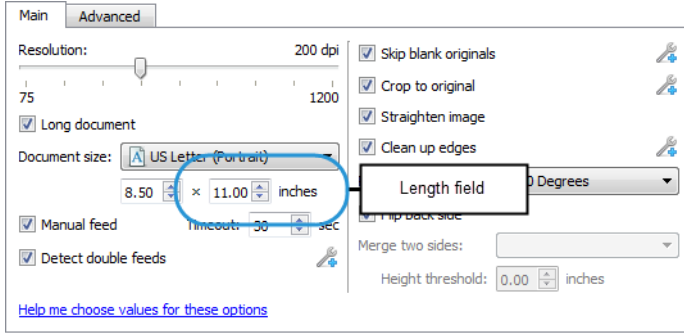 Main
Advanced
Resolution:
200 dpi
75
1200
Long document
Document size:
US Letter (Portrait)
8.50 × 11.00 inches
Manual feed
Timeout: 30 sec
Detect double feeds
Help me choose values for these options
Skip blank originals
Crop to original
Straighten image
Clean up edges
Length field
0 Degrees
Flip back side
Merge two sides:
Height threshold: 0.00 inches